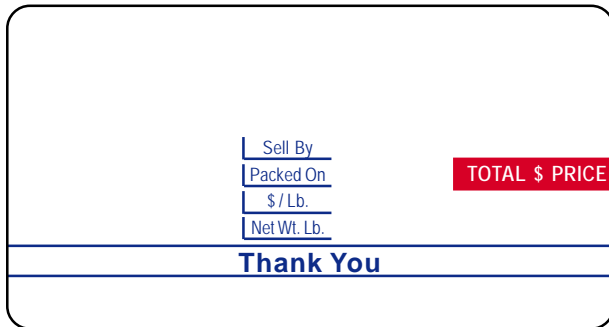 Sell By
Packed On
TOTAL $ PRICE
$ / Lb.
Net Wt. Lb.
Thank You